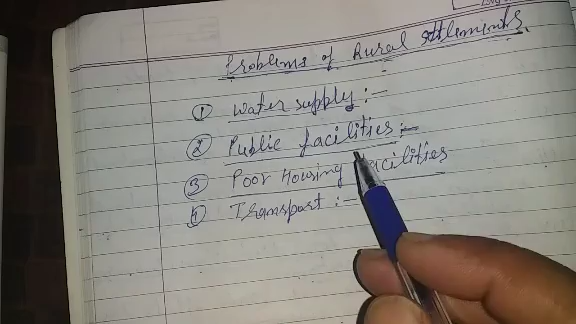 Problems of Rural settlements
① water supply :-
② Public facilities :-
③ Poor Housing facilities
④ Transport :-